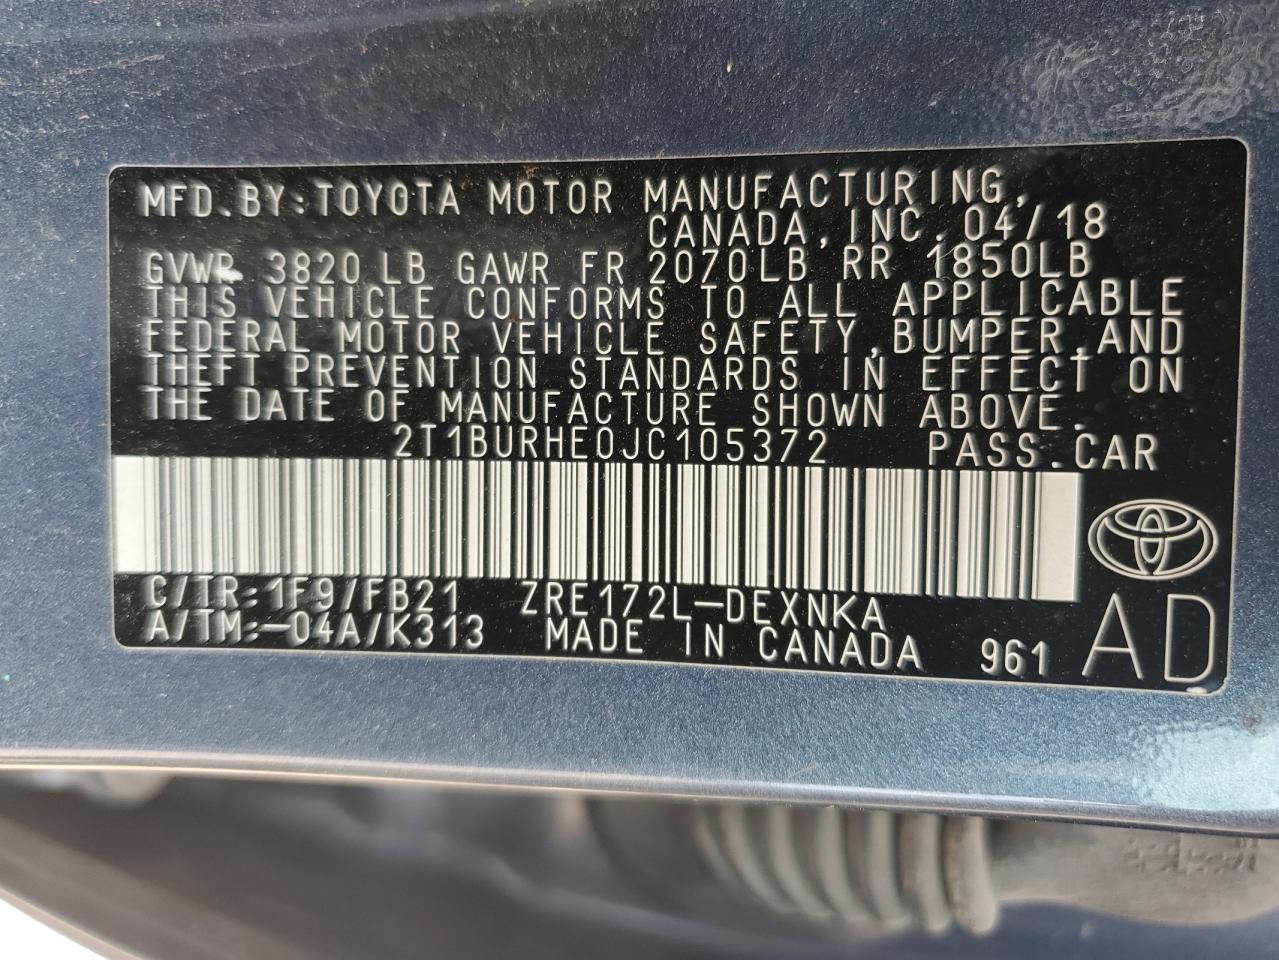 MFD.BY:TOYOTA MOTOR MANUFACTURING,
CANADA,INC.04/18
GVWR 3820LB GAWR FR 2070LB RR 1850LB
THIS VEHICLE CONFORMS TO ALL APPLICABLE
FEDERAL MOTOR VEHICLE SAFETY,BUMPER,AND
THEFT PREVENTION STANDARDS IN EFFECT ON
THE DATE OF MANUFACTURE SHOWN ABOVE.
2T1BURHE0JC105372 PASS.CAR
C/TR:1F9/FB21 ZRE172L-DEXNKA
A/TM:-04A/K313 MADE IN CANADA 961 AD